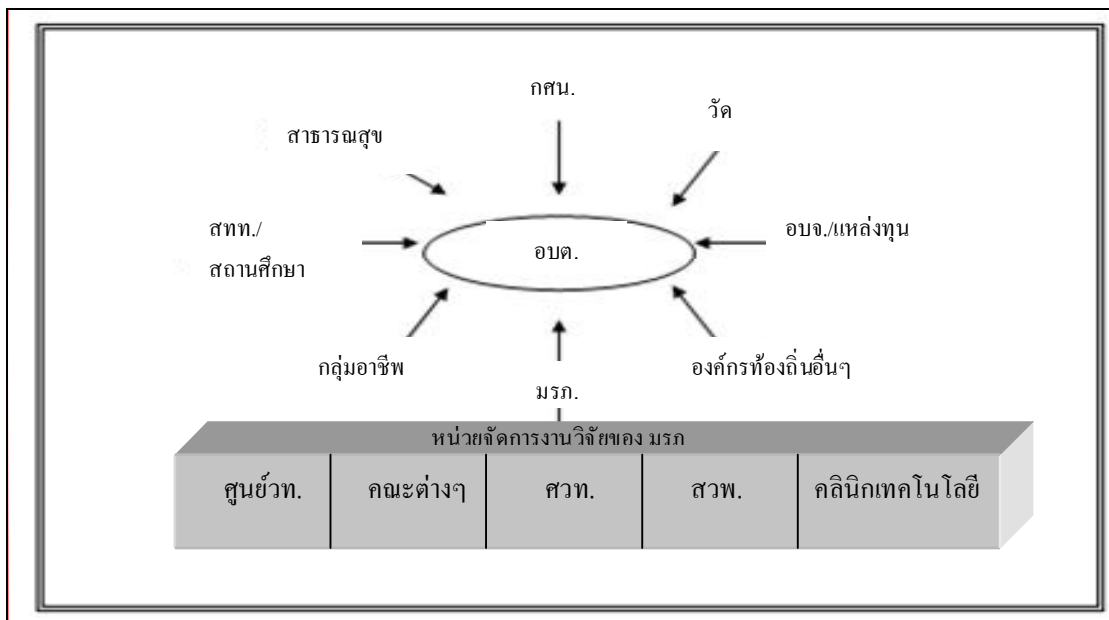 กศน.
วัด
สาธารณสุข
สทท./
สถานศึกษา
อบจ./แหล่งทุน
อบต.
กลุ่มอาชีพ
องค์กรท้องถิ่นอื่นๆ
มรภ.
หน่วยจัดการงานวิจัยของ มรภ
ศูนย์วท.
คณะต่างๆ
ศวท.
สวพ.
คลินิกเทคโนโลยี